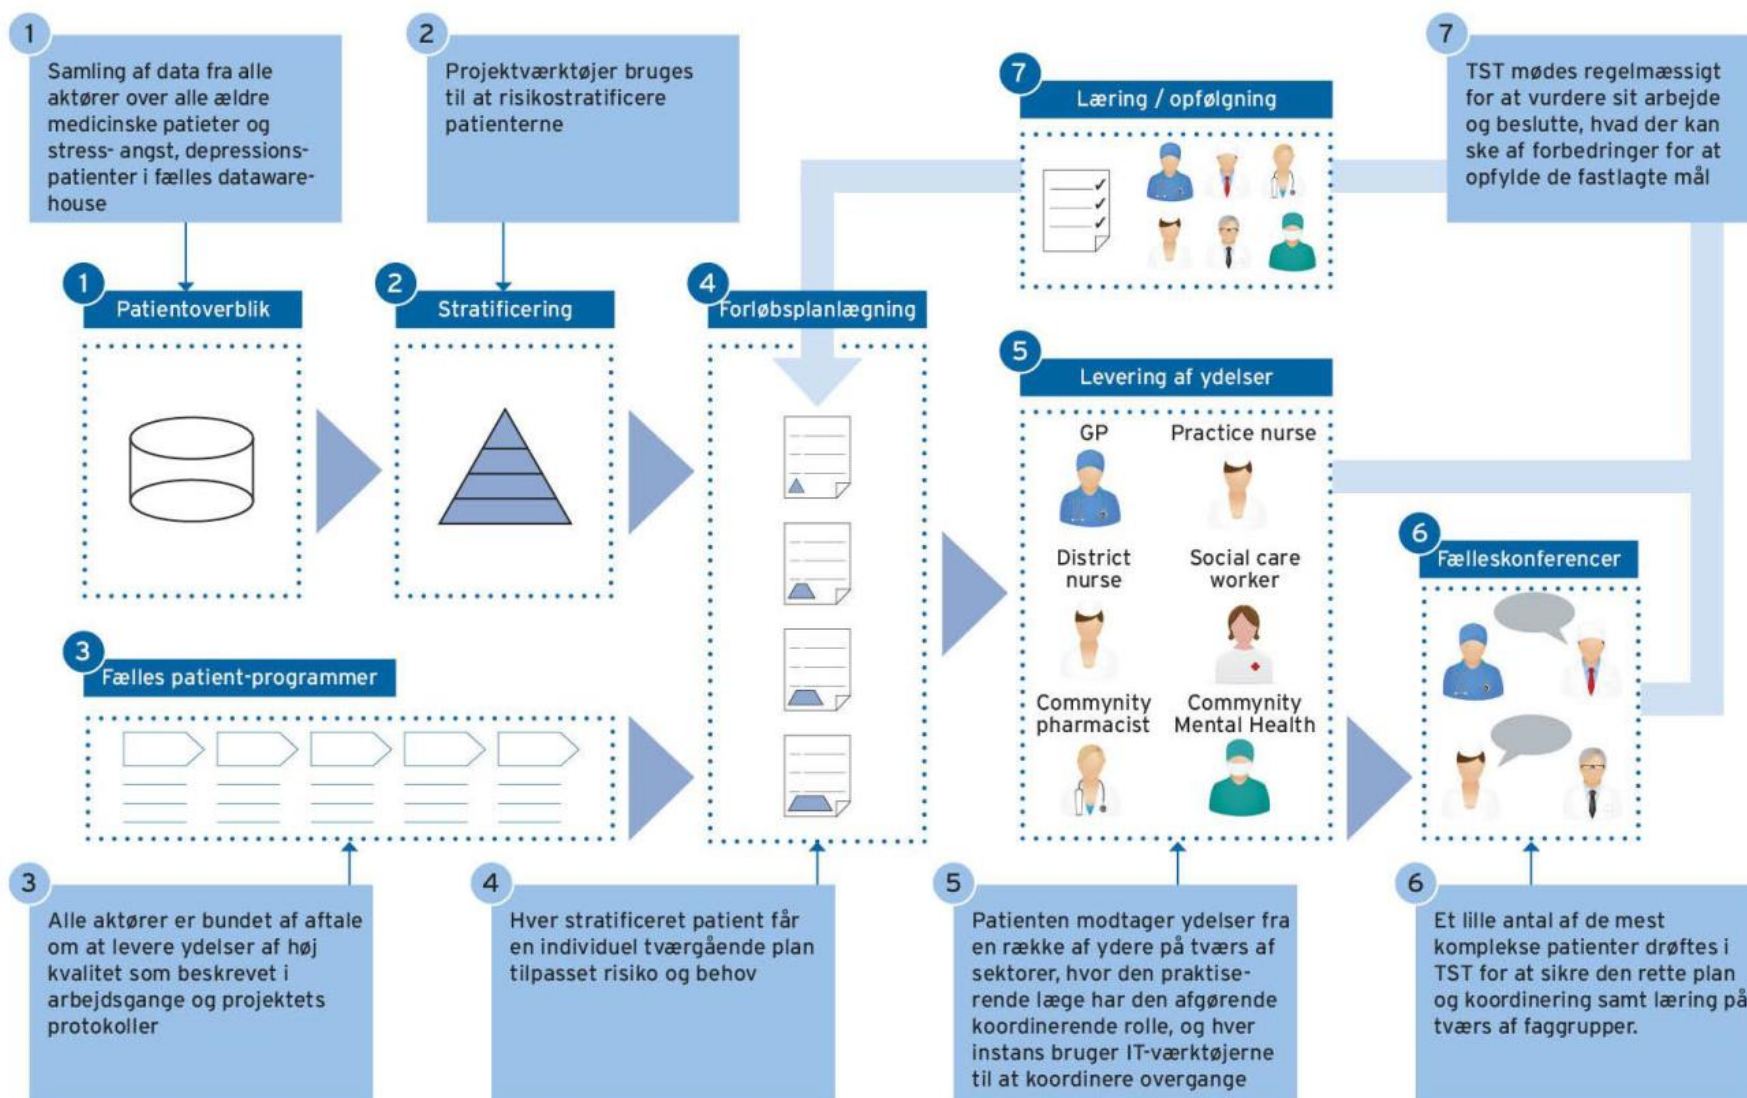 1
Samling af data fra alle
aktører over alle ældre
medicinske patieter og
stress- angst, depressions-
patienter i fælles dataware-
house
2
Projektværktøjer bruges
til at risikostratificere
patienterne
7
Læring / opfølgning
7
TST mødes regelmæssigt
for at vurdere sit arbejde
og beslutte, hvad der kan
ske af forbedringer for at
opfylde de fastlagte mål
1
Patientoverblik
2
Stratificering
4
Forløbsplanlægning
5
Levering af ydelser
GP
Practice nurse
District
nurse
Social care
worker
Commynity
pharmacist
Commynity
Mental Health
6
Fælleskonferencer
3
Fælles patient-programmer
3
Alle aktører er bundet af aftale
om at levere ydelser af høj
kvalitet som beskrevet i
arbejdsgange og projektets
protokoller
4
Hver stratificeret patient får
en individuel tværgående plan
tilpasset risiko og behov
5
Patienten modtager ydelser fra
en række af ydere på tværs af
sektorer, hvor den praktise-
rende læge har den afgørende
koordinerende rolle, og hver
instans bruger IT-værktøjerne
til at koordinere overgange
6
Et lille antal af de mest
komplekse patienter drøftes i
TST for at sikre den rette plan
og koordinering samt læring på
tværs af faggrupper.